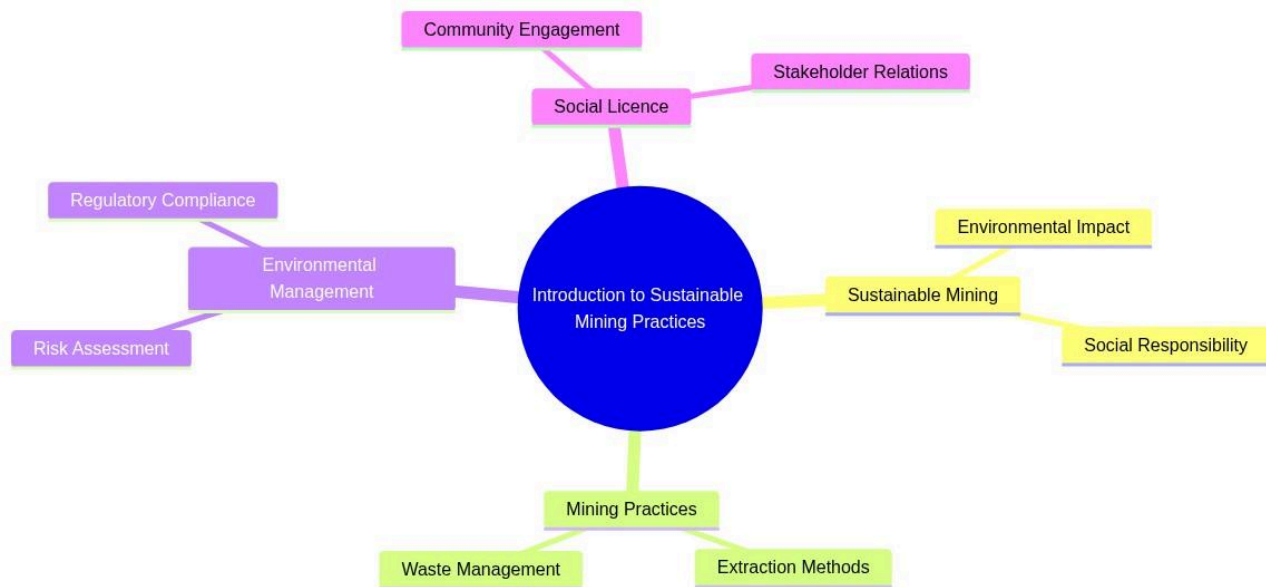 Community Engagement
Stakeholder Relations
Social Licence
Regulatory Compliance
Environmental
Management
Risk Assessment
Introduction to Sustainable
Mining Practices
Environmental Impact
Sustainable Mining
Social Responsibility
Mining Practices
Waste Management
Extraction Methods